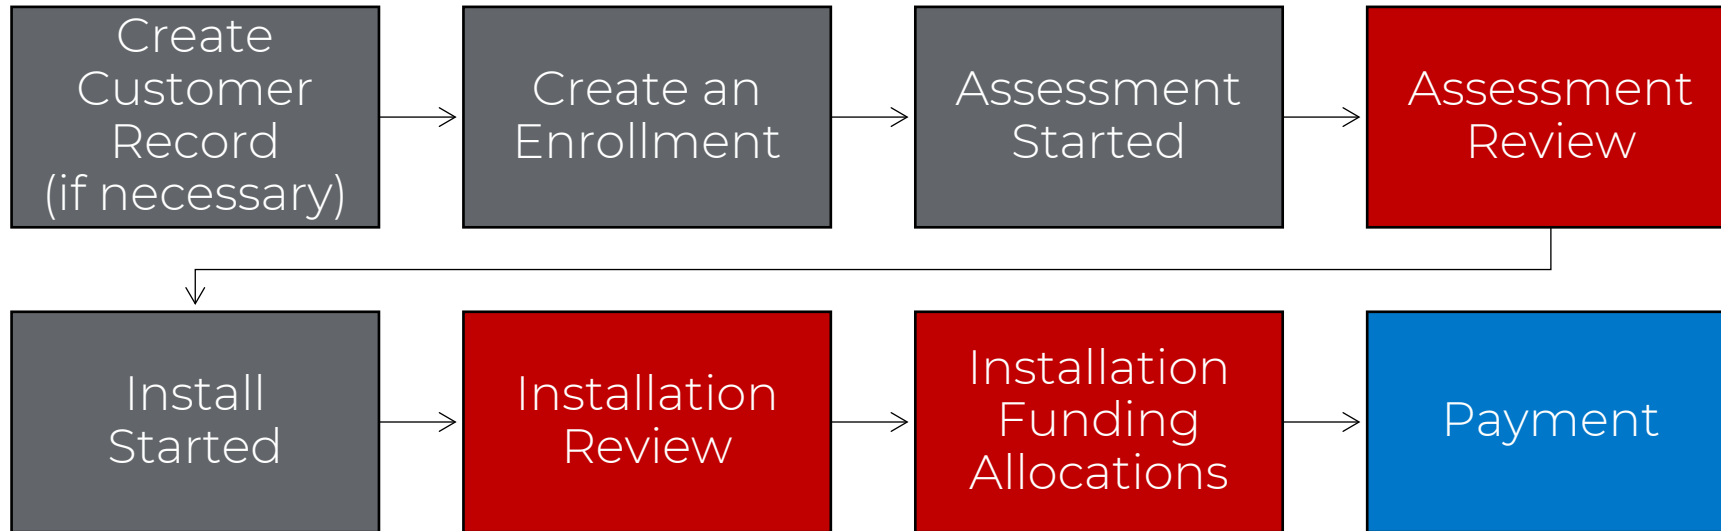 Create
Customer
Record
(if necessary)
Create an
Enrollment
Assessment
Started
Assessment
Review
Install
Started
Installation
Review
Installation
Funding
Allocations
Payment